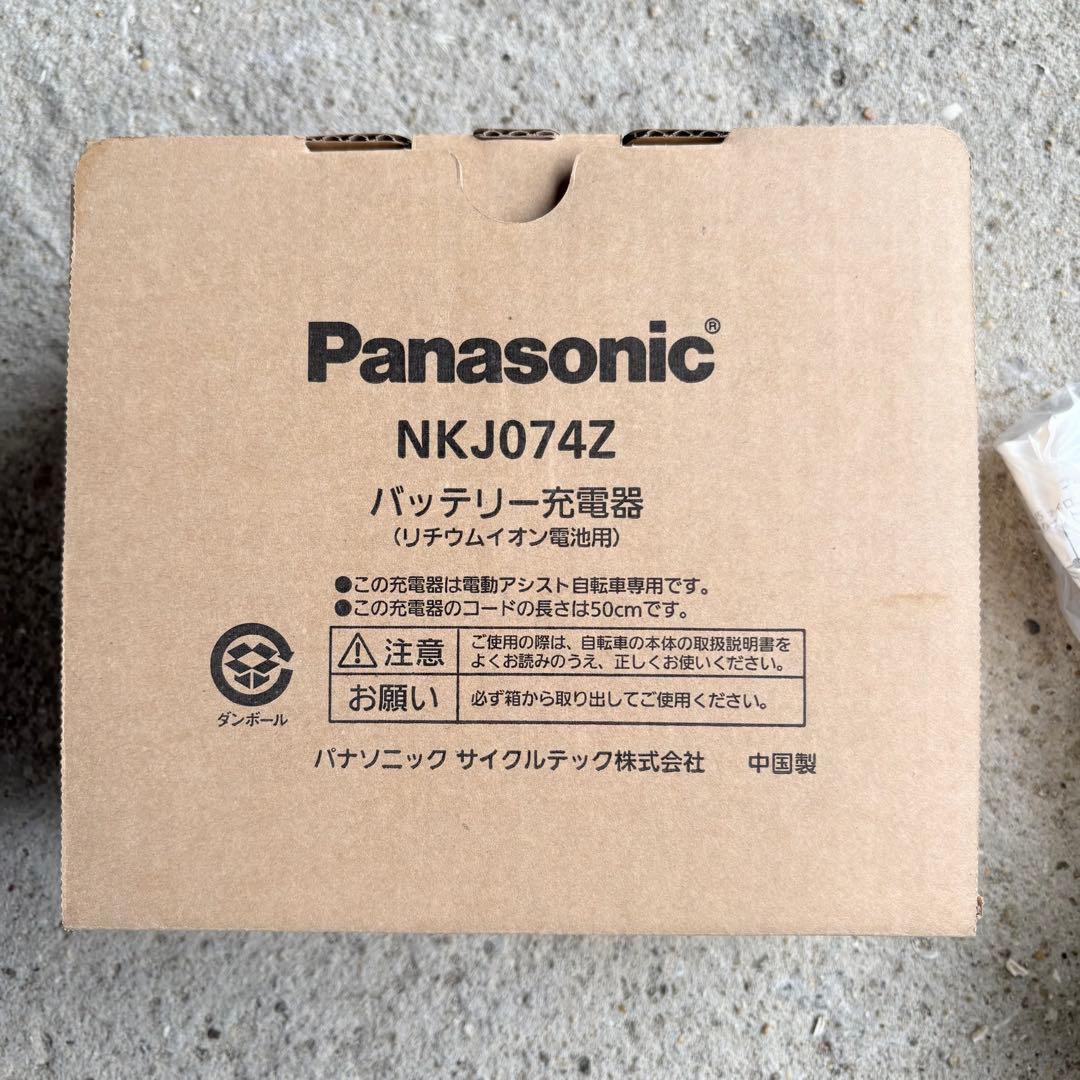 Panasonic®
NKJ074Z
バッテリー充電器
(リチウムイオン電池用)
●この充電器は電動アシスト自転車専用です。
●この充電器のコードの長さは50cmです。
注意
ご使用の際は、自転車の本体の取扱説明書を
よくお読みのうえ、正しくお使いください。
お願い
必ず箱から取り出してご使用ください。
ダンボール
パナソニック サイクルテック株式会社 中国製